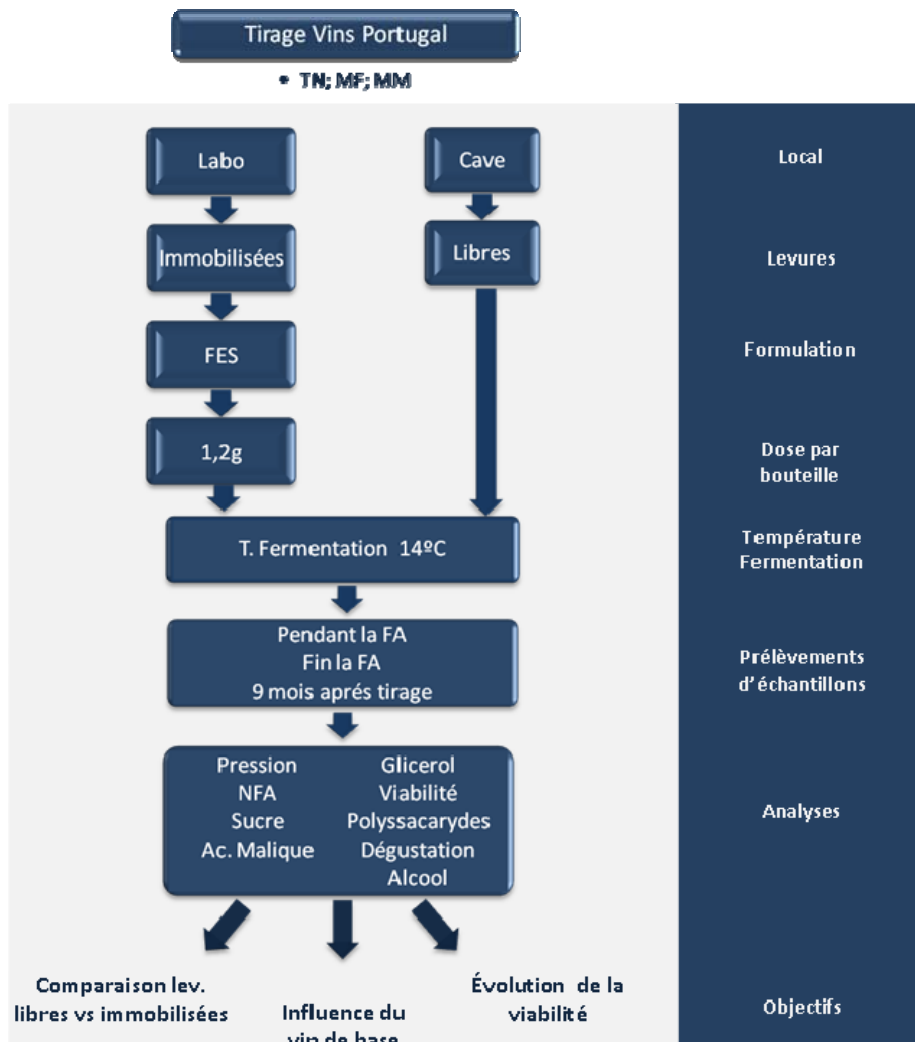 Tirage Vins Portugal
• TN; MF; MM
Labo
Cave
Local
Immobilisées
Libres
Levures
FES
Formulation
1,2g
Dose par
bouteille
T. Fermentation 14ºC
Température
Fermentation
Pendant la FA
Fin la FA
9 mois aprés tirage
Prélèvements
d'échantillons
Pression
NFA
Sucre
Ac. Malique
Glicerol
Viabilité
Polyssacarydes
Dégustation
Alcool
Analyses
Comparaison lev.
libres vs immobilisées
Influence du
vin de base
Évolution de la
viabilité
Objectifs